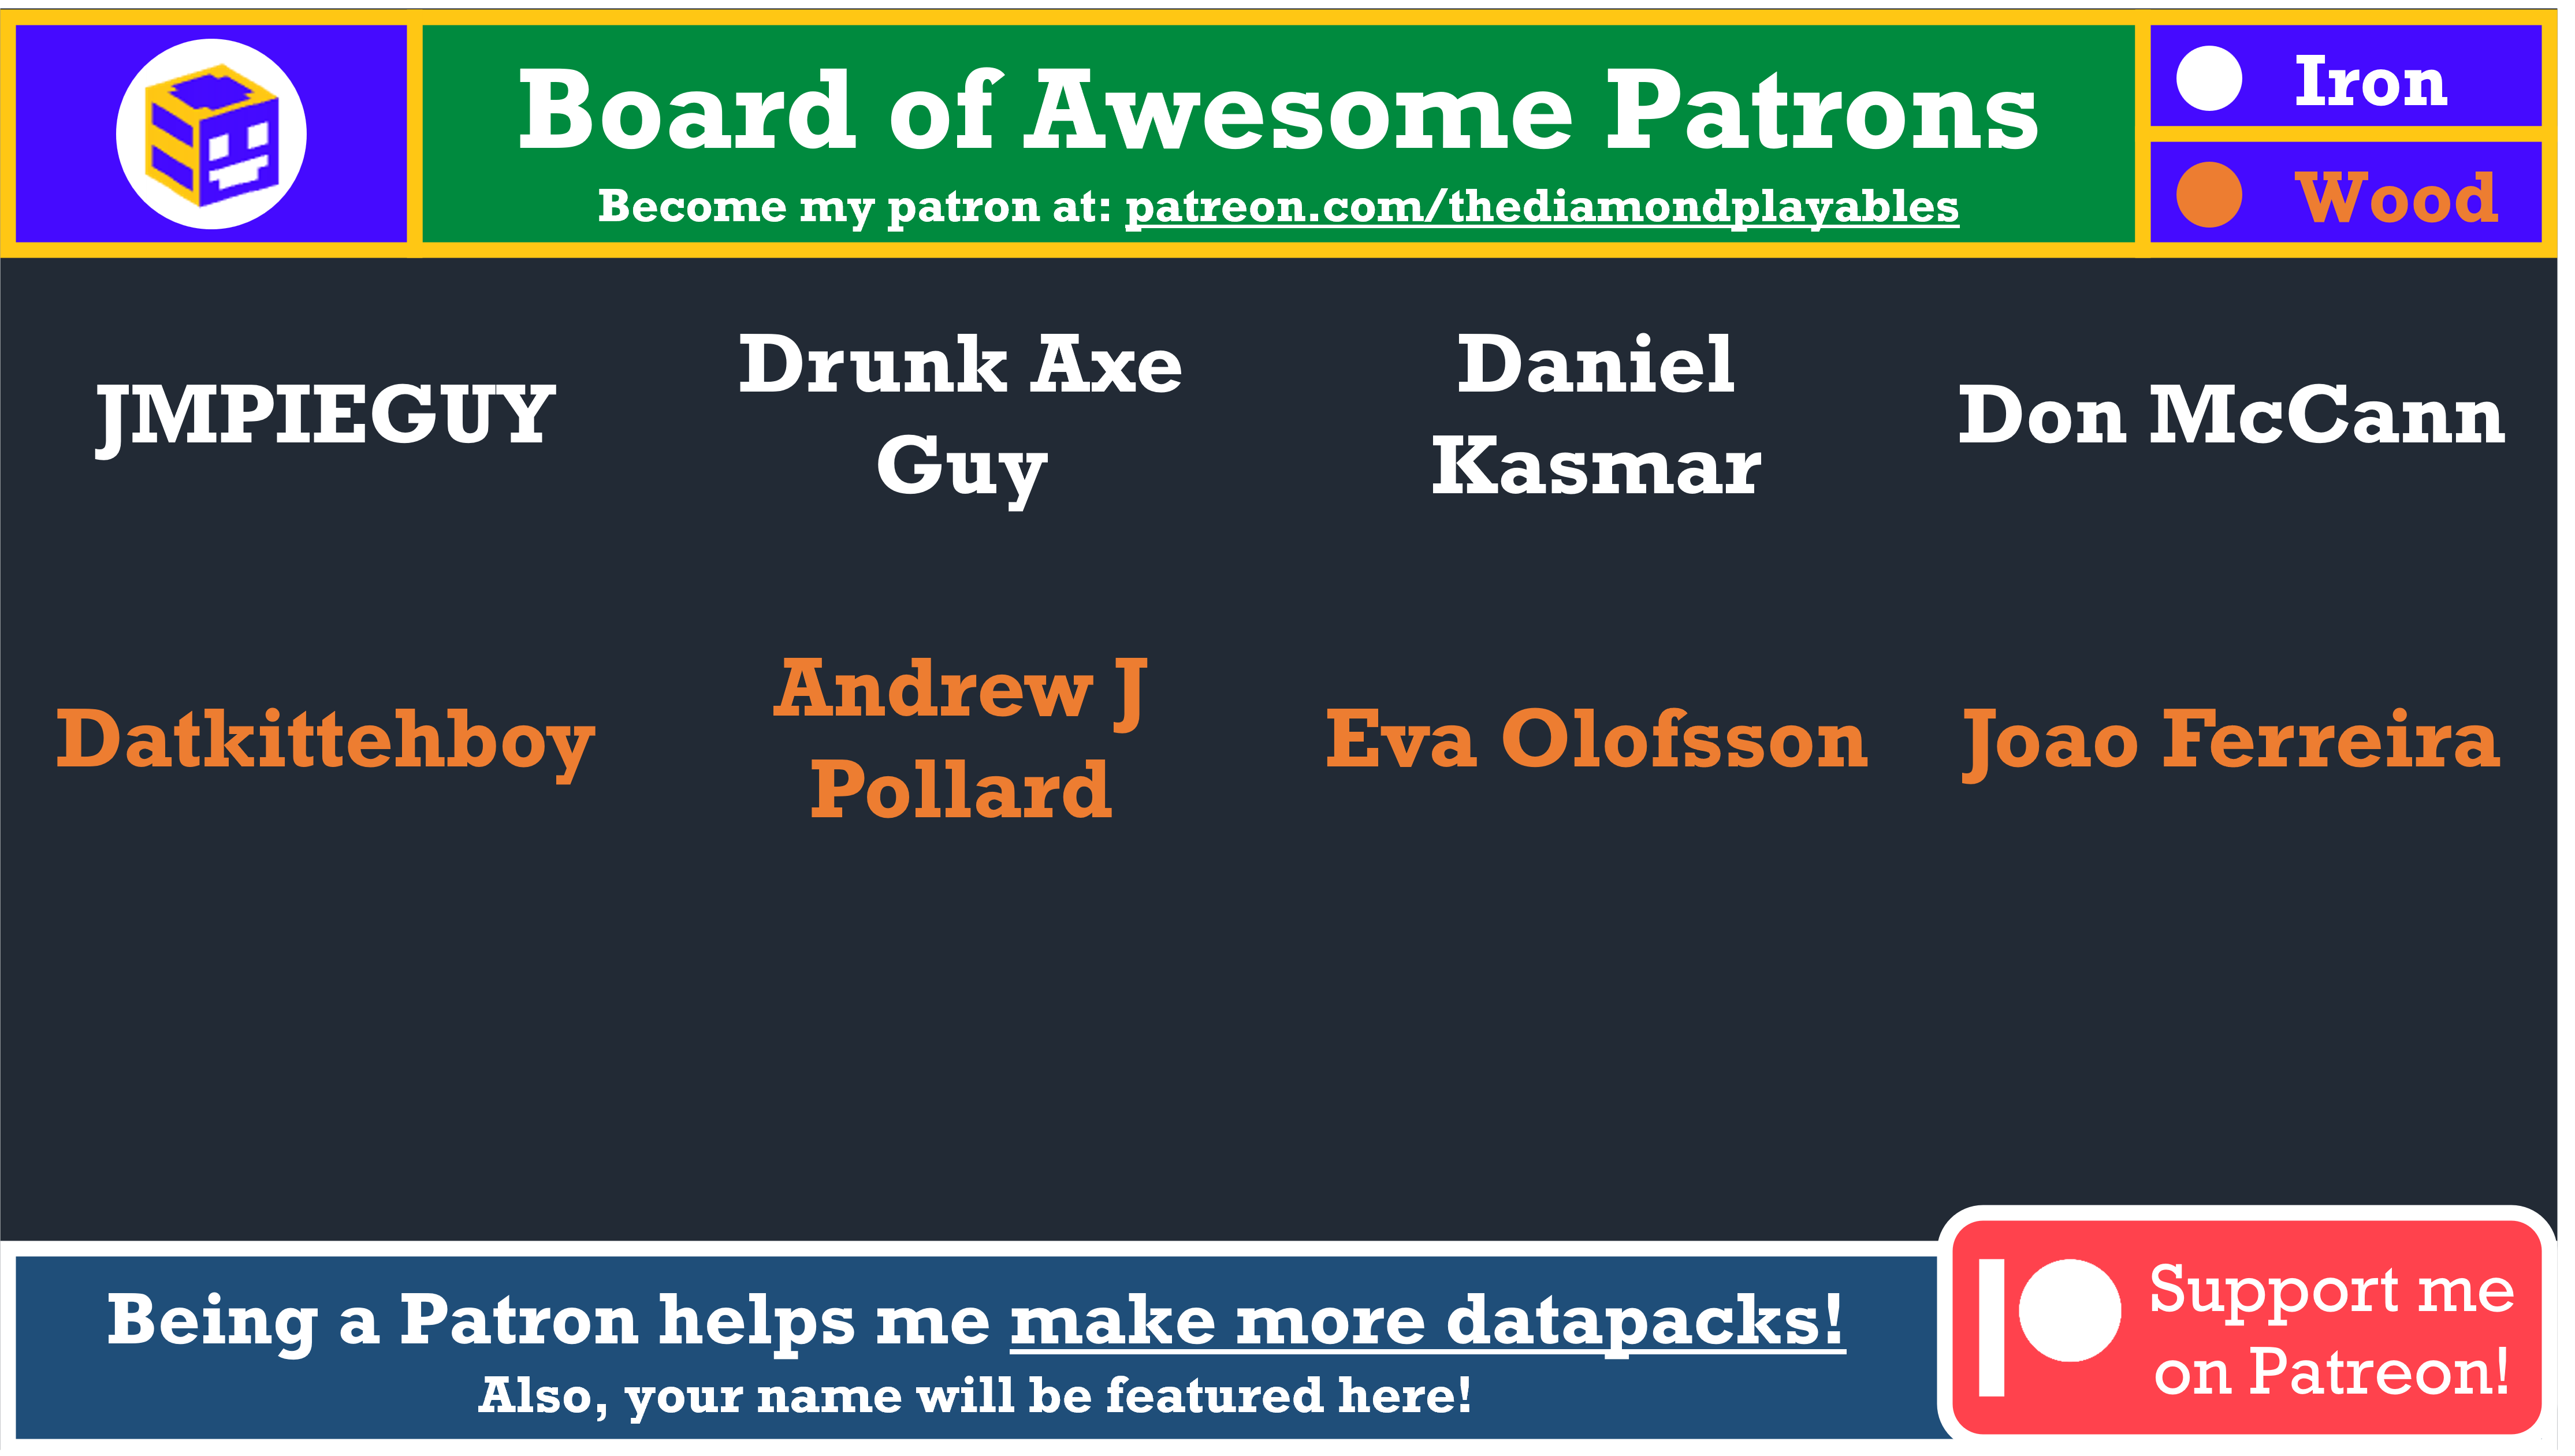 Board of Awesome Patrons
Become my patron at: patreon.com/thediamondplayables
Iron
Wood
JMPIEGUY
Drunk Axe
Guy
Daniel
Kasmar
Don McCann
Datkittehboy
Andrew J
Pollard
Eva Olofsson
Joao Ferreira
Being a Patron helps me make more datapacks!
Also, your name will be featured here!
Support me
on Patreon!